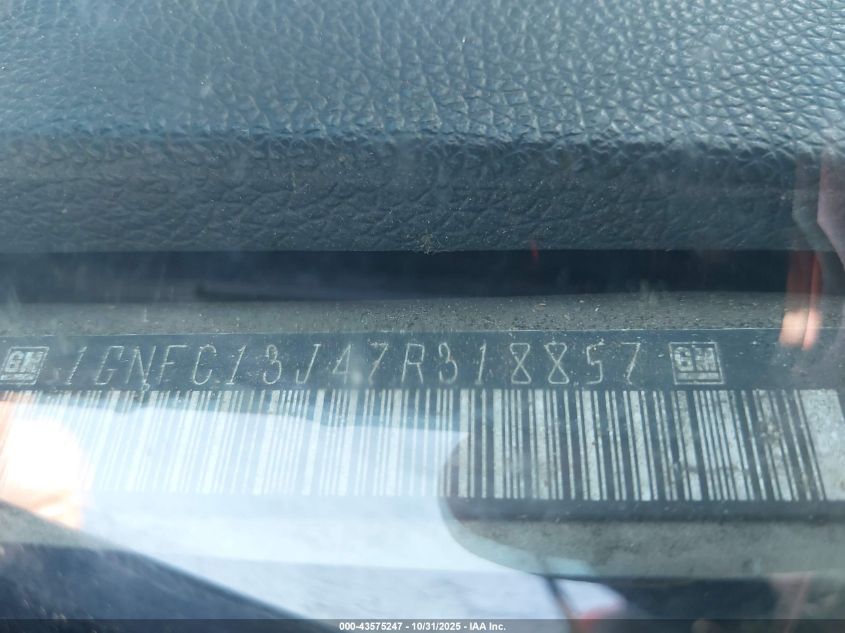 GM 1GNFC13J47R318857 GM
000-43575247 - 10/31/2025 - IAA Inc.